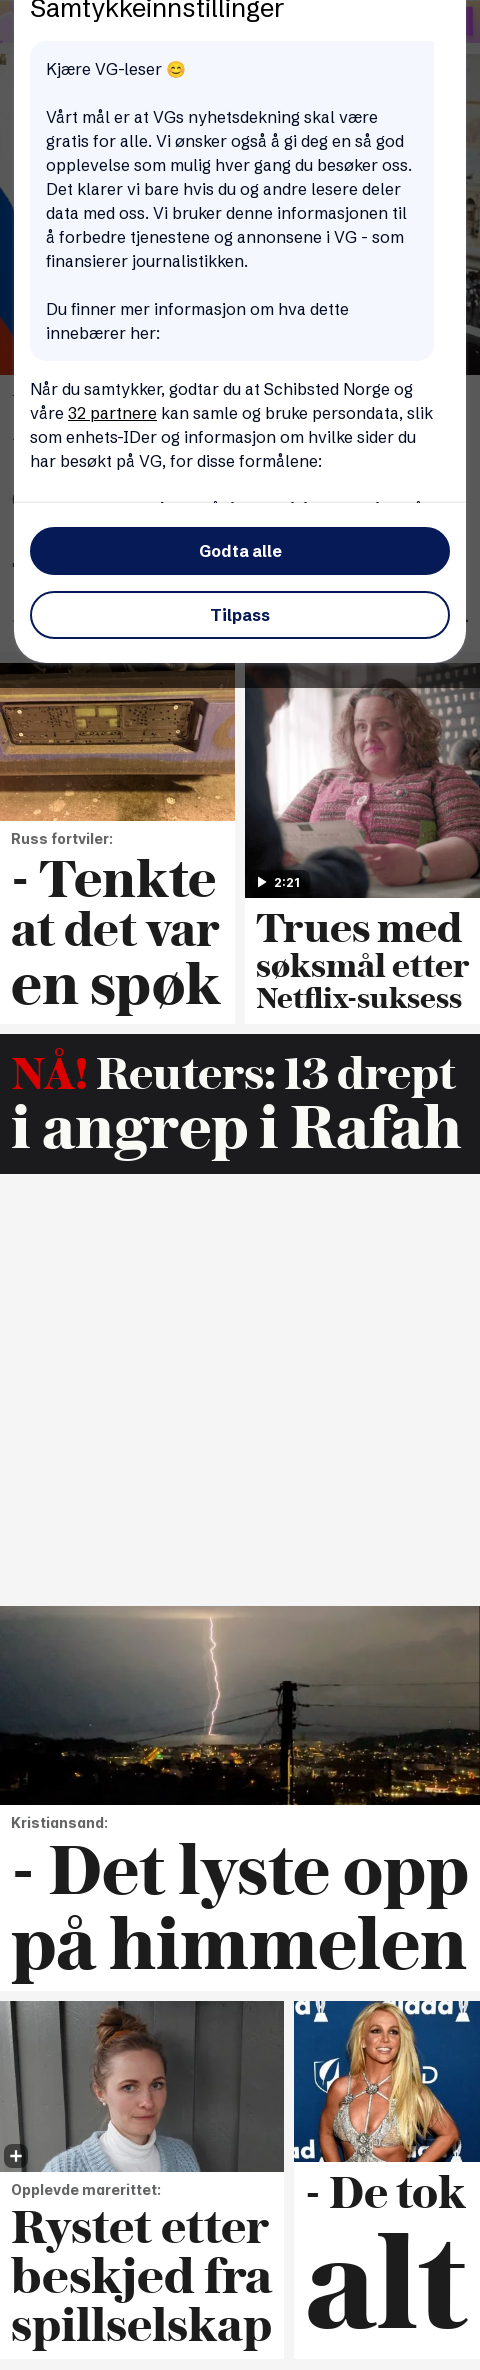 Samtykkeinnstillinger
Kjære VG-leser 😊
Vårt mål er at VGs nyhetsdekning skal være
gratis for alle. Vi ønsker også å gi deg en så god
opplevelse som mulig hver gang du besøker oss.
Det klarer vi bare hvis du og andre lesere deler
data med oss. Vi bruker denne informasjonen til
å forbedre tjenestene og annonsene i VG - som
finansierer journalistikken.
Du finner mer informasjon om hva dette
innebærer her:
Når du samtykker, godtar du at Schibsted Norge og
våre 32 partnere kan samle og bruke persondata, slik
som enhets-IDer og informasjon om hvilke sider du
har besøkt på VG, for disse formålene:
Godta alle
Tilpass
2:21
Russ fortviler:
- Tenkte
at det var
en spøk
Trues med
søksmål etter
Netflix-suksess
NÅ! Reuters: 13 drept
i angrep i Rafah
Kristiansand:
- Det lyste opp
på himmelen
Opplevde marerittet:
Rystet etter
beskjed fra
spillselskap
- De tok
alt